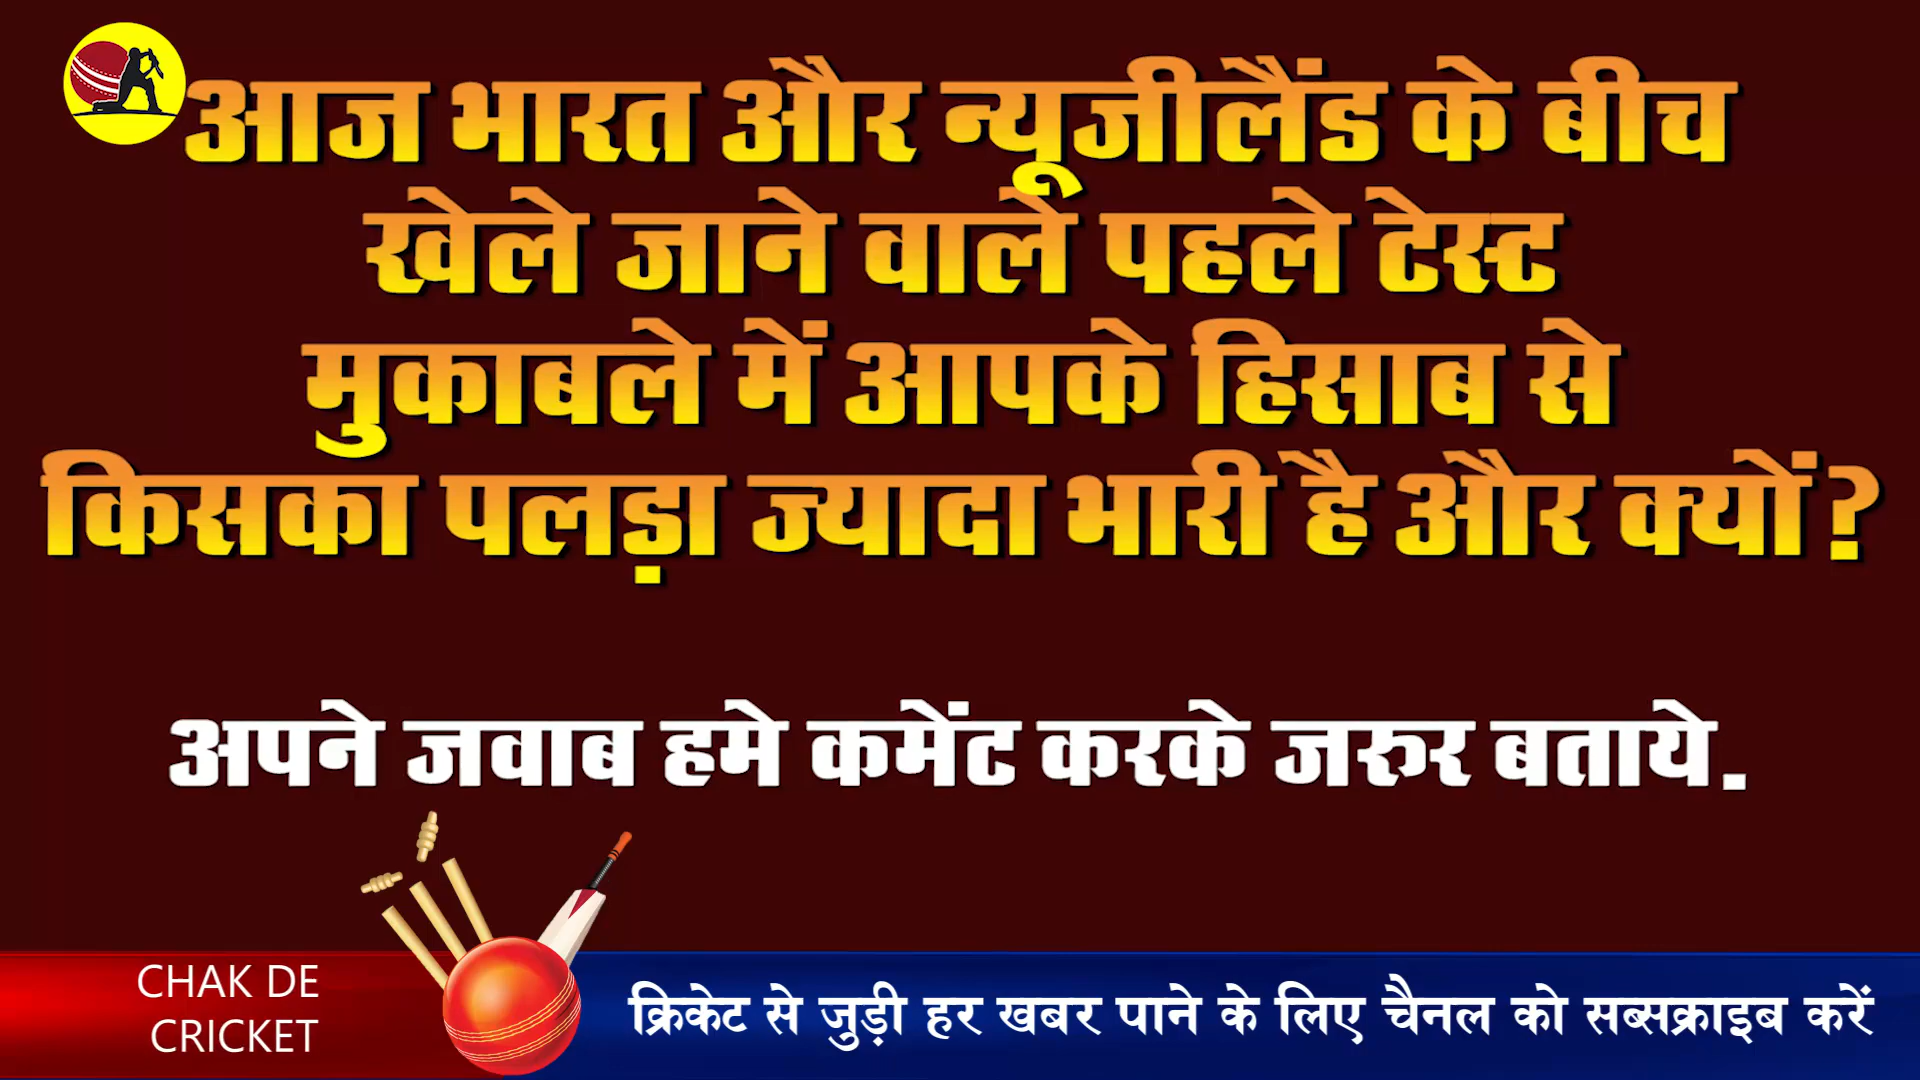 आज भारत और न्यूजीलैंड के बीच
खेले जाने वाले पहले टेस्ट
मुकाबले में आपके हिसाब से
किसका पलड़ा ज्यादा भारी है और क्यों?
अपने जवाब हमे कमेंट करके जरुर बताये.
CHAK DE
CRICKET
क्रिकेट से जुड़ी हर खबर पाने के लिए चैनल को सब्सक्राइब करें